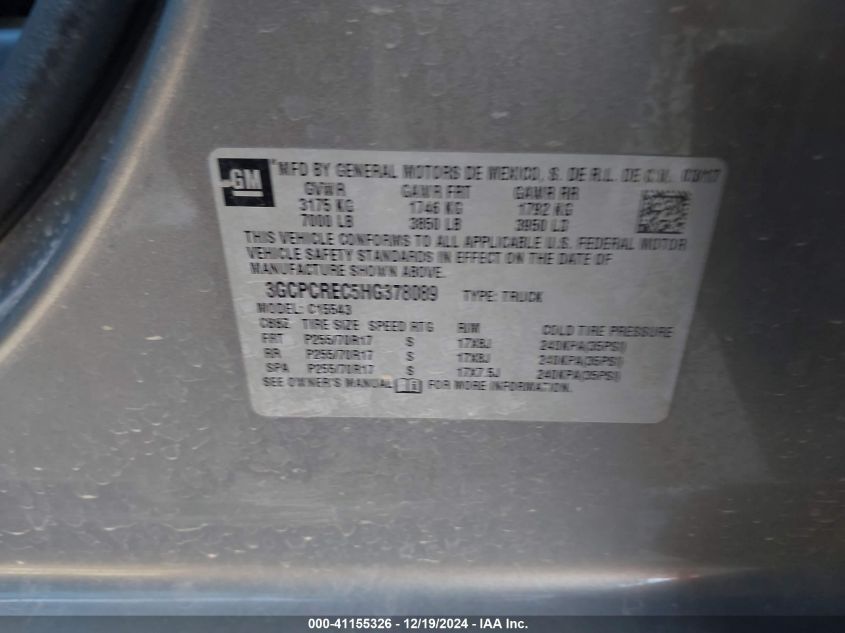 GM
MFD BY GENERAL MOTORS DE MEXICO, S. DE R.L. DE C.V.
GVWR GAWR FRT GAWR RR
3175 KG 1746 KG 1792 KG
7000 LB 3850 LB 3950 LB
THIS VEHICLE CONFORMS TO ALL APPLICABLE U.S. FEDERAL MOTOR
VEHICLE SAFETY STANDARDS IN EFFECT ON THE DATE OF
MANUFACTURE SHOWN ABOVE.
3GCPCREC5HG378089 TYPE: TRUCK
MODEL: C15543
TIRE SIZE SPEED RTG RIM COLD TIRE PRESSURE
FRT P255/70R17 S 17X8J 240KPA(35PSI)
RR P255/70R17 S 17X8J 240KPA(35PSI)
SPA P255/70R17 S 17X7.5J 240KPA(35PSI)
SEE OWNER'S MANUAL FOR MORE INFORMATION.
000-41155326 - 12/19/2024 - IAA Inc.